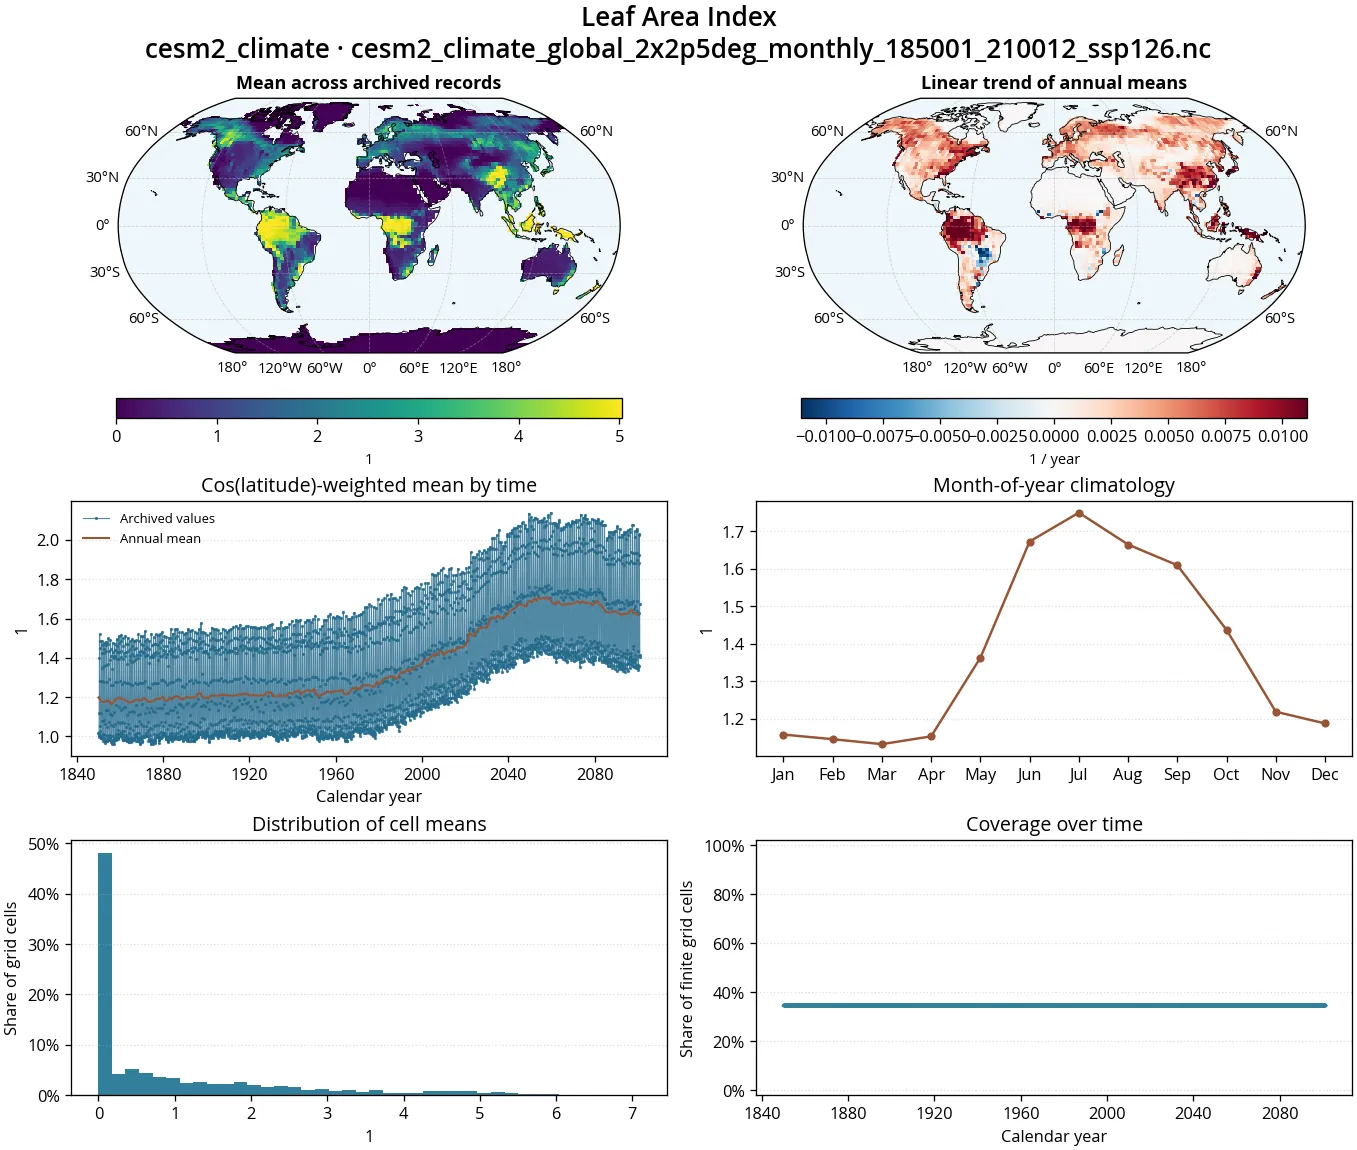 Leaf Area Index
cesm2_climate · cesm2_climate_global_2x2p5deg_monthly_185001_210012_ssp126.nc
Mean across archived records
60°N 60°N
30°N
0°
30°S
60°S 60°S
180° 120°W 60°W 0° 60°E 120°E 180°
0 1 2 3 4 5
1
Linear trend of annual means
60°N 60°N
30°N
0°
30°S
60°S 60°S
180° 120°W 60°W 0° 60°E 120°E 180°
−0.0100 −0.0075 −0.0050 −0.0025 0.0000 0.0025 0.0050 0.0075 0.0100
1 / year
Cos(latitude)-weighted mean by time
Archived values
Annual mean
2.0
1.8
1.6
1.4
1.2
1.0
1
1840 1880 1920 1960 2000 2040 2080
Calendar year
Month-of-year climatology
1.7
1.6
1.5
1.4
1.3
1.2
1
Jan Feb Mar Apr May Jun Jul Aug Sep Oct Nov Dec
Distribution of cell means
50%
40%
30%
20%
10%
0%
Share of grid cells
0 1 2 3 4 5 6 7
1
Coverage over time
100%
80%
60%
40%
20%
0%
Share of finite grid cells
1840 1880 1920 1960 2000 2040 2080
Calendar year